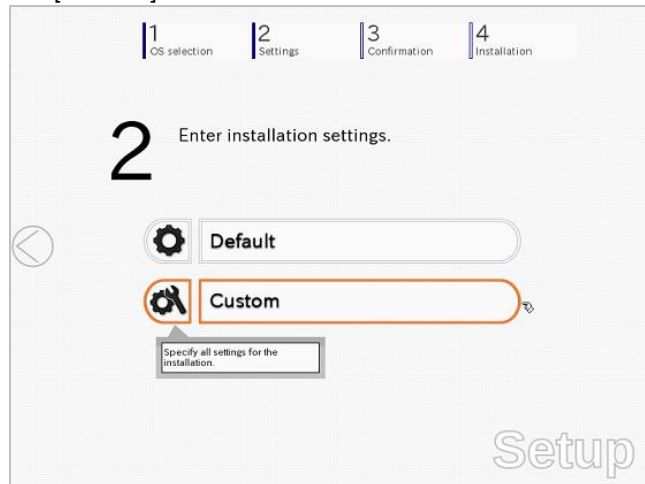 1
OS selection
2
Settings
3
Confirmation
4
Installation
2
Enter installation settings.
Default
Custom
Specify all settings for the
installation.
Setup